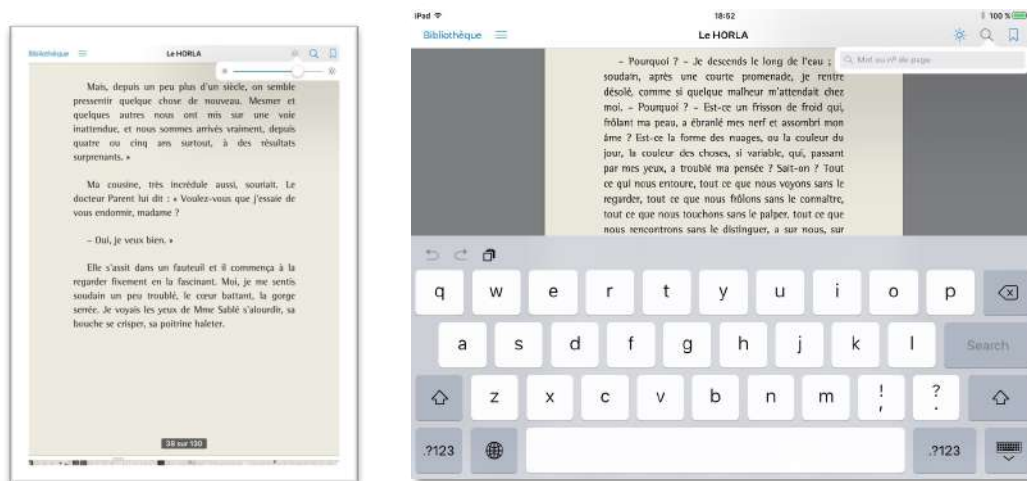 Bibliothèque
Le HORLA
Mais, depuis un peu plus d'un siècle, on semble
pressentir quelque chose de nouveau. Mesmer et
quelques autres nous ont mis sur une voie
inattendue, et nous sommes arrivés vraiment, depuis
quatre ou cinq ans surtout, à des résultats
surprenants. »
Ma cousine, très incrédule aussi, souriait. Le
docteur Parent lui dit : « Voulez-vous que j'essaie de
vous endormir, madame ?
– Oui, je veux bien. »
Elle s'assit dans un fauteuil et il commença à la
regarder fixement en la fascinant. Moi, je me sentis
soudain un peu troublé, le cœur battant, la gorge
serrée. Je voyais les yeux de Mme Sablé s'alourdir, sa
bouche se crisper, sa poitrine haleter.
38 sur 130
iPad 18:52 100 %
Bibliothèque Le HORLA
Mot ou nº de page
– Pourquoi ? – Je descends le long de l'eau ;
soudain, après une courte promenade, je rentre
désolé, comme si quelque malheur m'attendait chez
moi. – Pourquoi ? – Est-ce un frisson de froid qui,
frôlant ma peau, a ébranlé mes nerf et assombri mon
âme ? Est-ce la forme des nuages, ou la couleur du
jour, la couleur des choses, si variable, qui, passant
par mes yeux, a troublé ma pensée ? Sait-on ? Tout
ce qui nous entoure, tout ce que nous voyons sans le
regarder, tout ce que nous frôlons sans le connaître,
tout ce que nous touchons sans le palper, tout ce que
nous rencontrons sans le distinguer, a sur nous, sur
q w e r t y u i o p
a s d f g h j k l Search
z x c v b n m ! , ? .
.?123 .?123